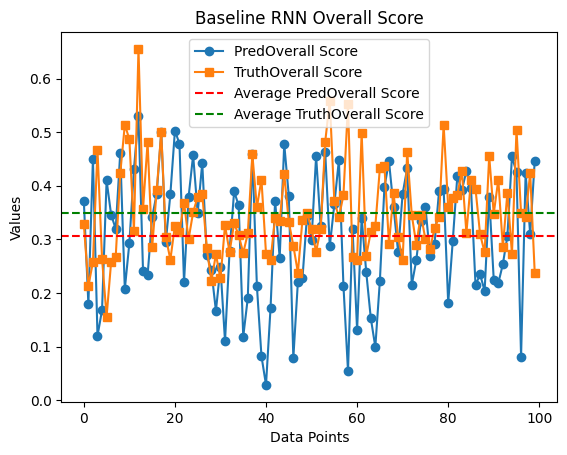 Baseline RNN Overall Score
PredOverall Score
TruthOverall Score
Average PredOverall Score
Average TruthOverall Score
Values
0.6
0.5
0.4
0.3
0.2
0.1
0.0
0
20
40
60
80
100
Data Points